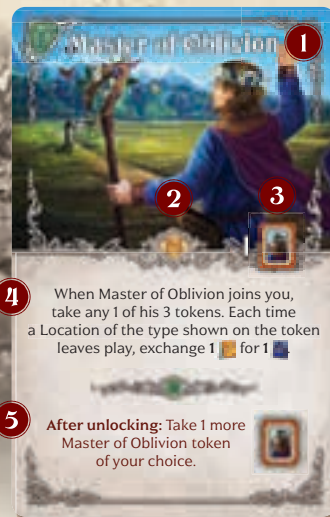 Master of Oblivion
1
2
3
4
When Master of Oblivion joins you,
take any 1 of his 3 tokens. Each time
a Location of the type shown on the token
leaves play, exchange 1 for 1 .
5
After unlocking: Take 1 more
Master of Oblivion token
of your choice.